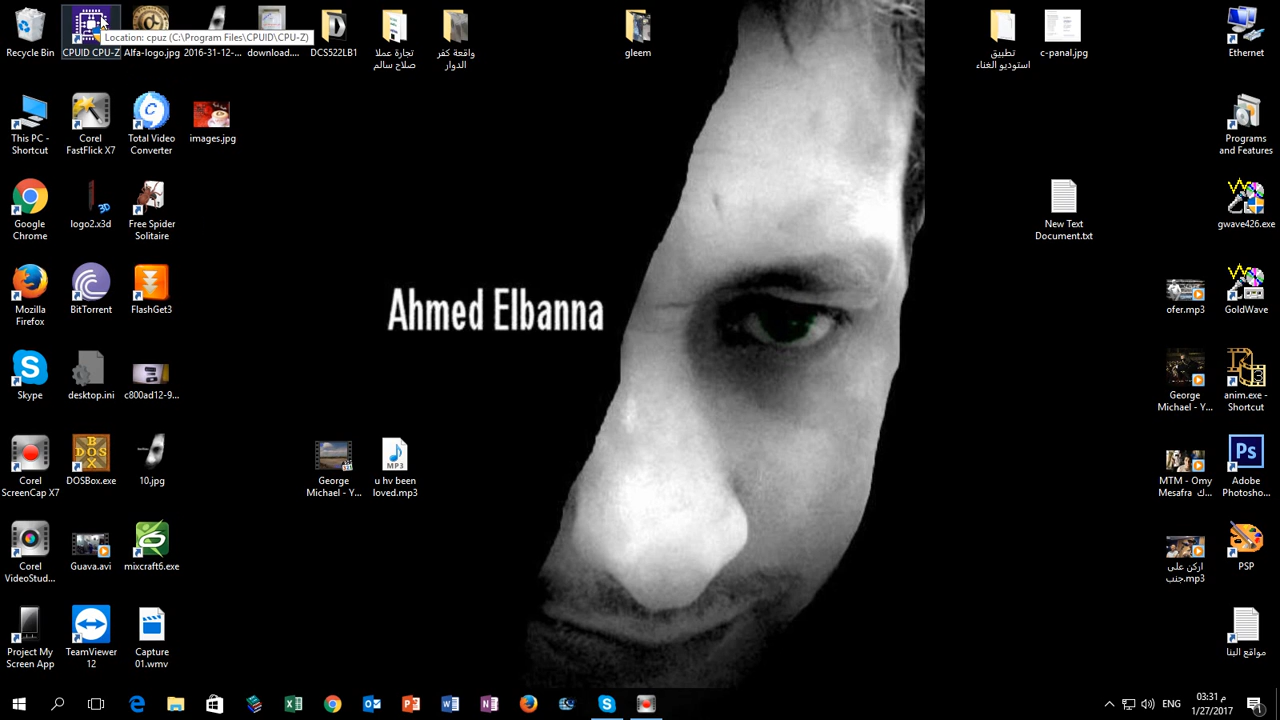 Recycle Bin
CPUID CPU-Z
Location: cpuz (C:\Program Files\CPUID\CPU-Z)
Alfa-logo.jpg
2016-31-12-...
download....
DCS522LB1
تجارة عملا
صلاح سالم
واقعة كفر
الدوار
gleem
تطبيق
استوديو الغناء
c-panal.jpg
Ethernet
This PC -
Shortcut
Corel
FastFlick X7
Total Video
Converter
images.jpg
Programs
and Features
Google
Chrome
logo2.x3d
3D
Free Spider
Solitaire
New Text
Document.txt
gwave426.exe
Mozilla
Firefox
BitTorrent
FlashGet3
Ahmed Elbanna
ofer.mp3
GoldWave
Skype
desktop.ini
c800ad12-9...
George
Michael - Y...
anim.exe -
Shortcut
Corel
ScreenCap X7
DOSBox.exe
10.jpg
George
Michael - Y...
MP3
u hv been
loved.mp3
MTM - Omy
Mesafra ك...
Ps
Adobe
Photosho...
Corel
VideoStud...
Guava.avi
mixcraft6.exe
اركن على
جنب.mp3
PSP
Project My
Screen App
TeamViewer
12
Capture
01.wmv
مواقع البنا
ENG
03:31 م
1/27/2017